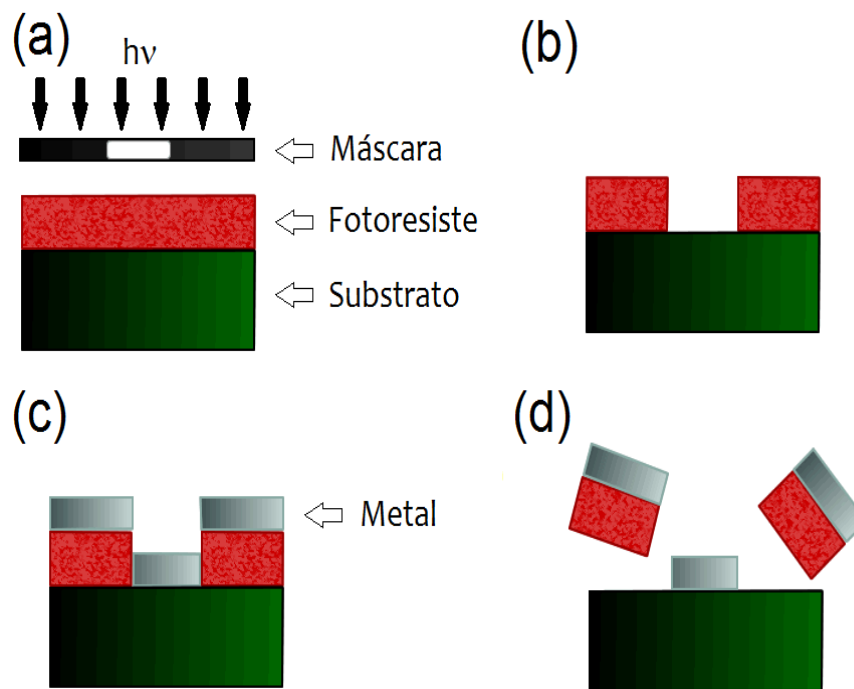 (a)
hν
Máscara
Fotoresiste
Substrato
(b)
(c)
Metal
(d)